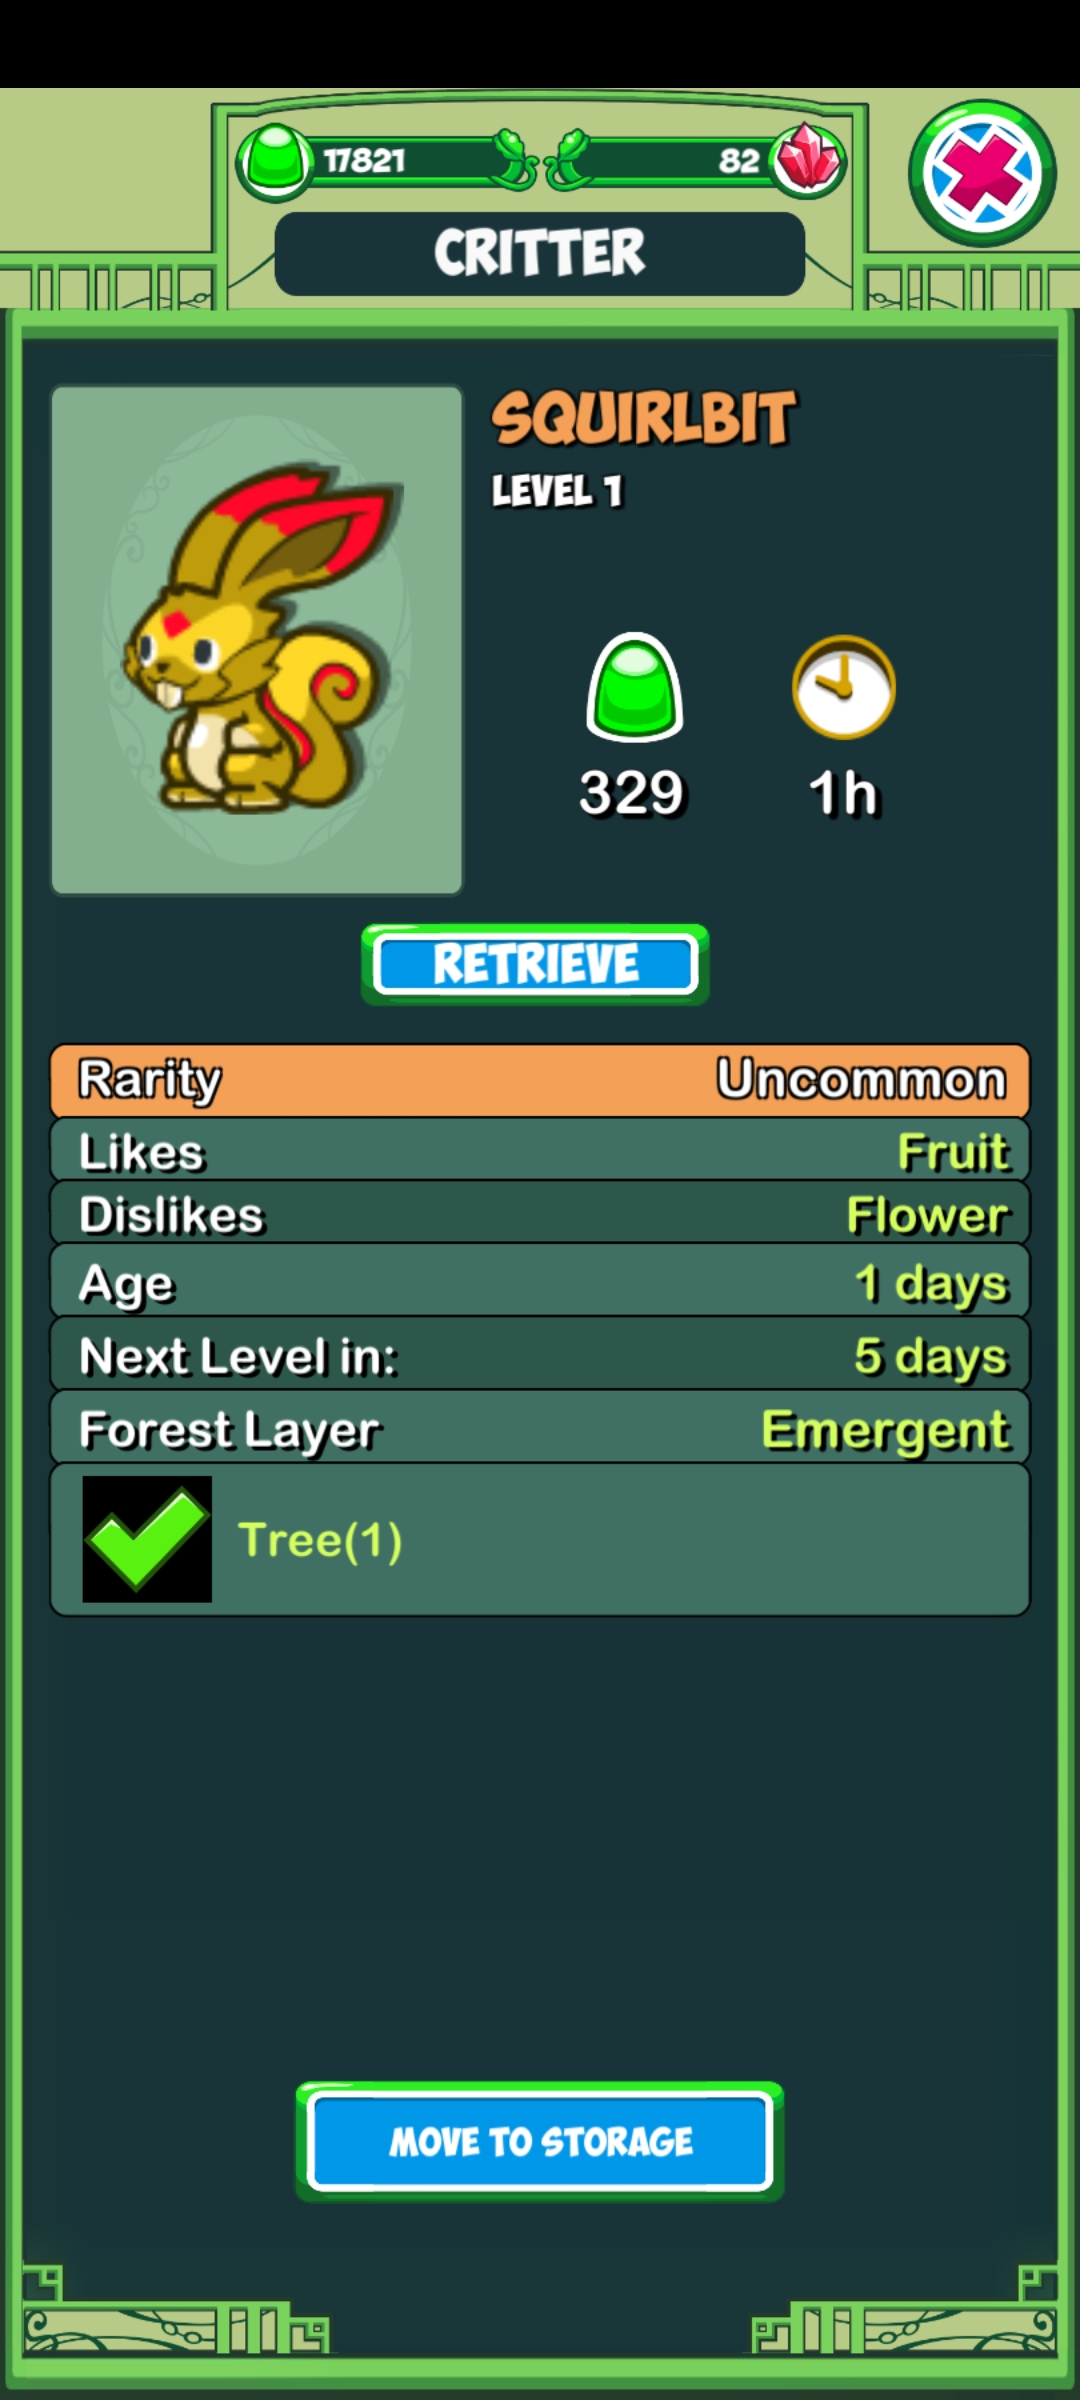 17821
82
CRITTER
SQUIRLBIT
LEVEL 1
329
1h
RETRIEVE
Rarity Uncommon
Likes Fruit
Dislikes Flower
Age 1 days
Next Level in: 5 days
Forest Layer Emergent
Tree(1)
MOVE TO STORAGE